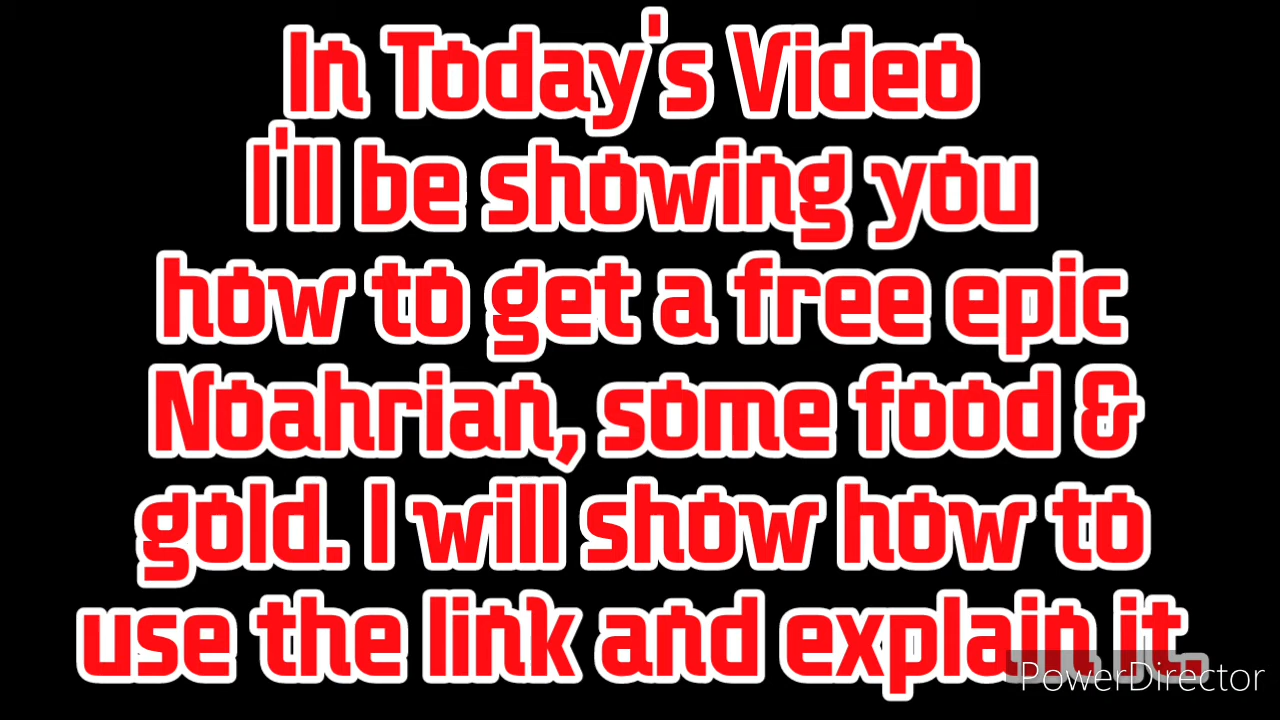 In Today's Video
I'll be showing you
how to get a free epic
Noahrian, some food &
gold. I will show how to
use the link and explain it.
PowerDirector